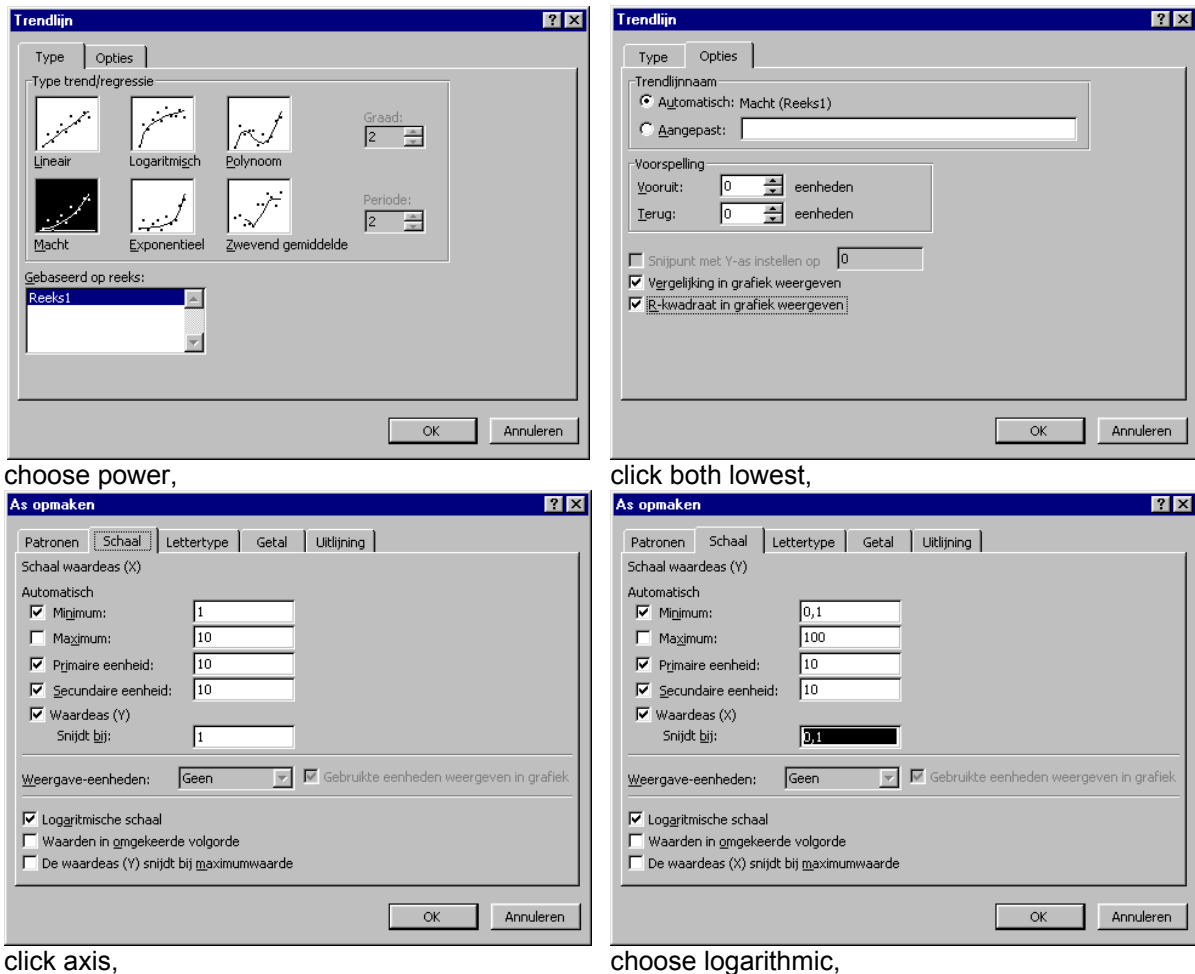 Trendlijn
Type Opties
Type trend/regressie
Lineair Logaritmisch Polynoom
Graad:
2
Macht Exponentieel Zwevend gemiddelde
Periode:
2
Gebaseerd op reeks:
Reeks1
OK Annuleren
choose power,
Trendlijn
Type Opties
Trendlijnnaam
Automatisch: Macht (Reeks1)
Aangepast:
Voorspelling
Vooruit: 0 eenheden
Terug: 0 eenheden
Snijpunt met Y-as instellen op 0
Vergelijking in grafiek weergeven
R-kwadraat in grafiek weergeven
OK Annuleren
click both lowest,
As opmaken
Patronen Schaal Lettertype Getal Uitlijning
Schaal waardeas (X)
Automatisch
Minimum: 1
Maximum: 10
Primaire eenheid: 10
Secundaire eenheid: 10
Waardeas (Y)
Snijdt bij: 1
Weergave-eenheden: Geen Gebruikte eenheden weergeven in grafiek
Logaritmische schaal
Waarden in omgekeerde volgorde
De waardeas (Y) snijdt bij maximumwaarde
OK Annuleren
click axis,
As opmaken
Patronen Schaal Lettertype Getal Uitlijning
Schaal waardeas (Y)
Automatisch
Minimum: 0,1
Maximum: 100
Primaire eenheid: 10
Secundaire eenheid: 10
Waardeas (X)
Snijdt bij: 0,1
Weergave-eenheden: Geen Gebruikte eenheden weergeven in grafiek
Logaritmische schaal
Waarden in omgekeerde volgorde
De waardeas (X) snijdt bij maximumwaarde
OK Annuleren
choose logarithmic,